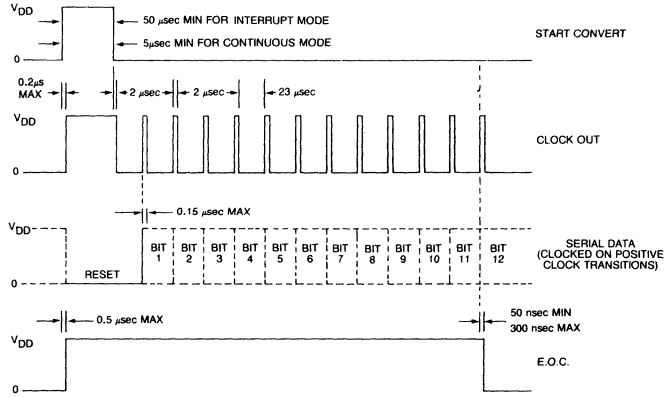 VDD
50 μsec MIN FOR INTERRUPT MODE
5μsec MIN FOR CONTINUOUS MODE
START CONVERT
0
0.2μs
MAX
2 μsec
2 μsec
23 μsec
VDD
CLOCK OUT
0
0.15 μsec MAX
VDD
RESET
BIT 1
BIT 2
BIT 3
BIT 4
BIT 5
BIT 6
BIT 7
BIT 8
BIT 9
BIT 10
BIT 11
BIT 12
SERIAL DATA
(CLOCKED ON POSITIVE
CLOCK TRANSITIONS)
0
0.5 μsec MAX
50 nsec MIN
300 nsec MAX
VDD
E.O.C.
0